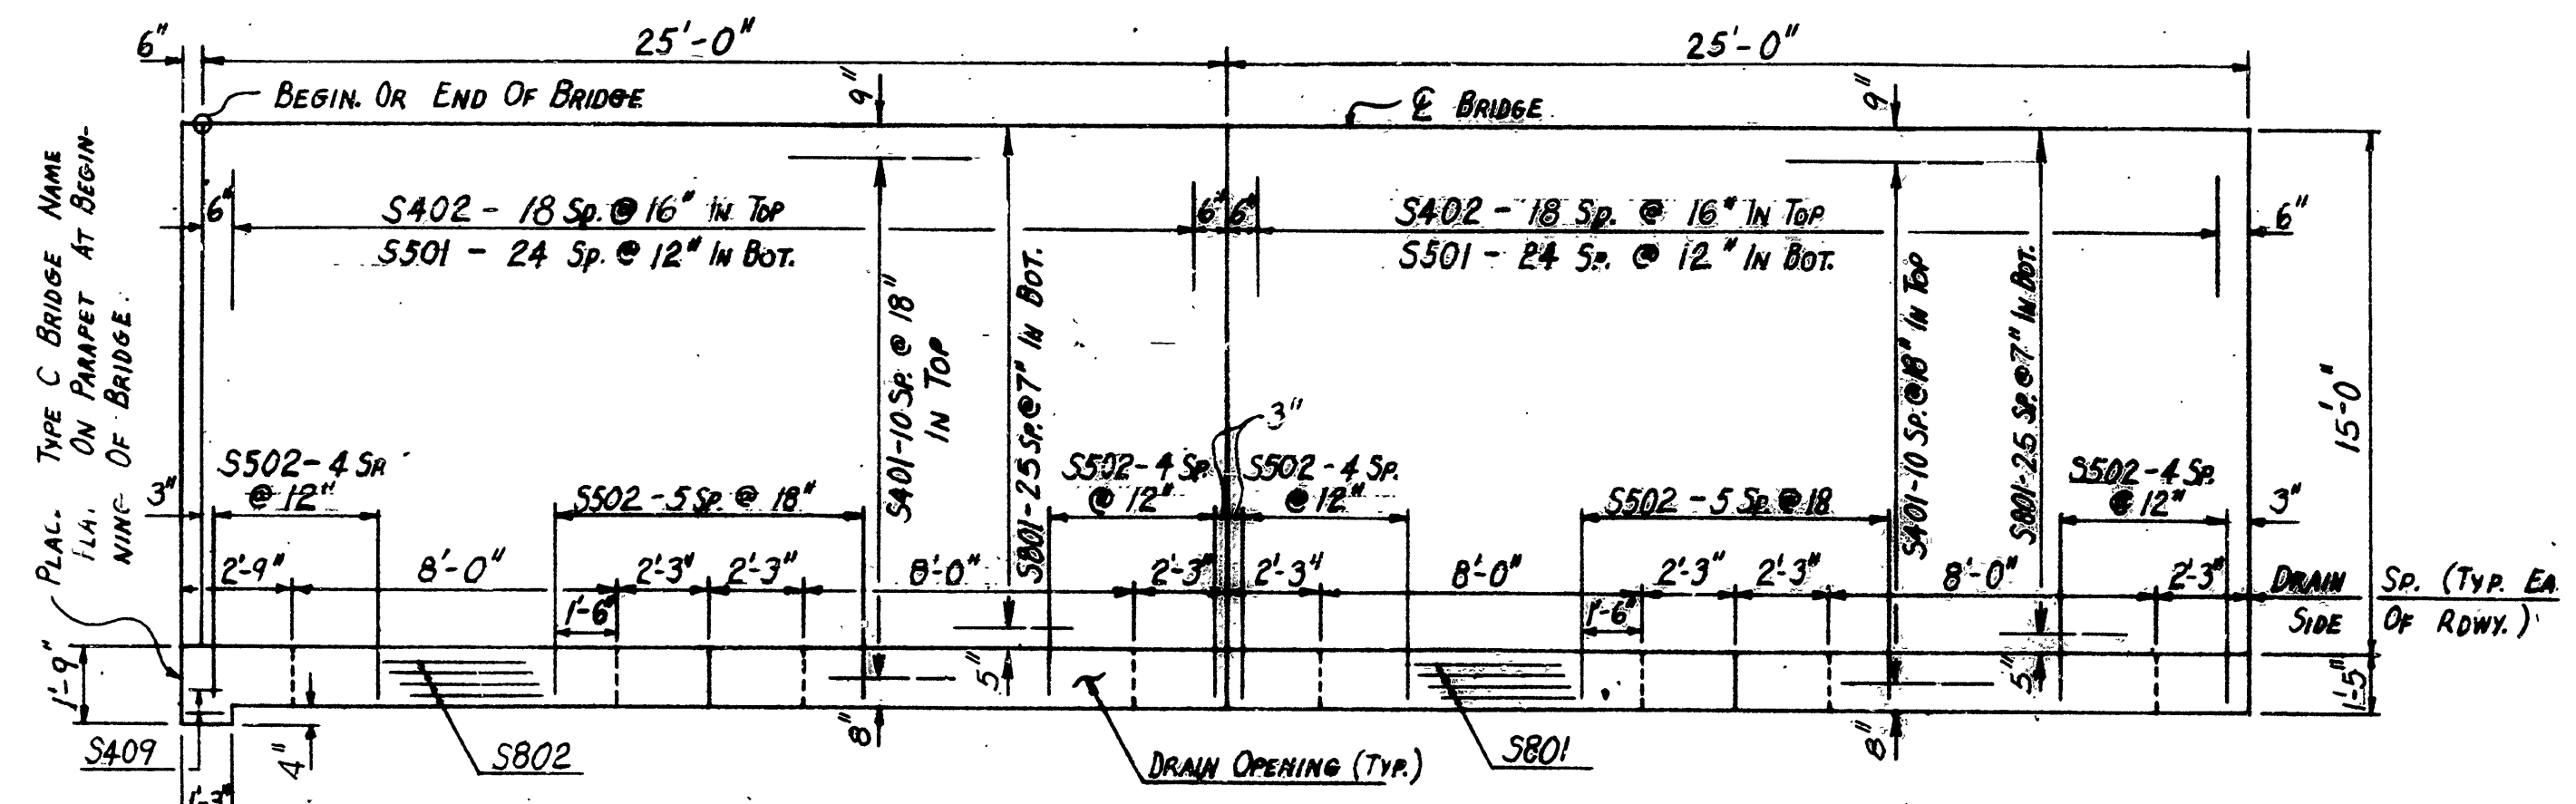 6"
25'-0"
25'-0"
BEGIN. OR END OF BRIDGE
9"
℄ BRIDGE
9"
PLAC. TYPE C BRIDGE NAME
ON PARAPET AT BEGIN-
NING OF BRIDGE.
6"
S402 - 18 SP. @ 16" IN TOP
S501 - 24 SP. @ 12" IN BOT.
6"
6"
S402 - 18 SP. @ 16" IN TOP
S501 - 24 SP. @ 12" IN BOT.
6"
S401-10 SP. @ 18"
IN TOP
S801-25 SP. @ 7" IN BOT.
S401-10 SP. @ 18" IN TOP
S801-25 SP. @ 7" IN BOT.
15'-0"
3"
3"
S502-4 SP.
@ 12"
S502-5 SP. @ 18"
S502-4 SP.
@ 12"
S502-4 SP.
@ 12"
S502-5 SP. @ 18
S502-4 SP.
@ 12"
3"
2'-9"
8'-0"
2'-3"
2'-3"
8'-0"
2'-3"
2'-3"
8'-0"
2'-3"
2'-3"
8'-0"
2'-3"
DRAIN SP. (TYP. EA.
SIDE OF RDWY.)
1'-6"
1'-6"
1'-9"
5"
5"
1'-5"
S409
4"
S802
8"
DRAIN OPENING (TYP.)
S801
8"
1'-3"